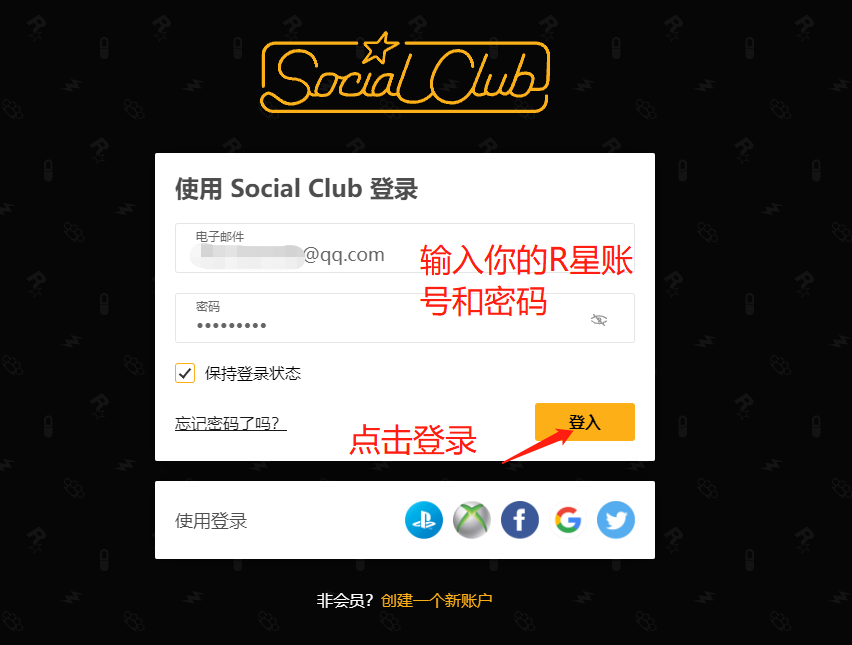 Social Club
使用 Social Club 登录
电子邮件
@qq.com
输入你的R星账
号和密码
密码
保持登录状态
忘记密码了吗？
点击登录
登入
使用登录
非会员？创建一个新账户